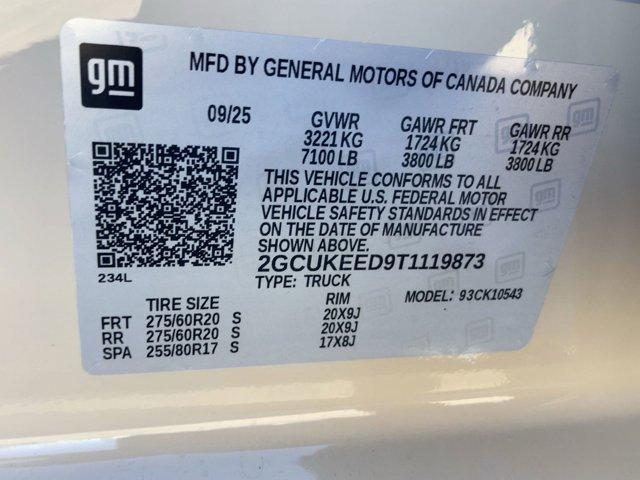 gm
MFD BY GENERAL MOTORS OF CANADA COMPANY
09/25 GVWR GAWR FRT GAWR RR
3221 KG 1724 KG 1724 KG
7100 LB 3800 LB 3800 LB
THIS VEHICLE CONFORMS TO ALL
APPLICABLE U.S. FEDERAL MOTOR
VEHICLE SAFETY STANDARDS IN EFFECT
ON THE DATE OF MANUFACTURE
SHOWN ABOVE.
2GCUKEED9T1119873
234L TYPE: TRUCK MODEL: 93CK10543
TIRE SIZE RIM
FRT 275/60R20 S 20X9J
RR 275/60R20 S 20X9J
SPA 255/80R17 S 17X8J